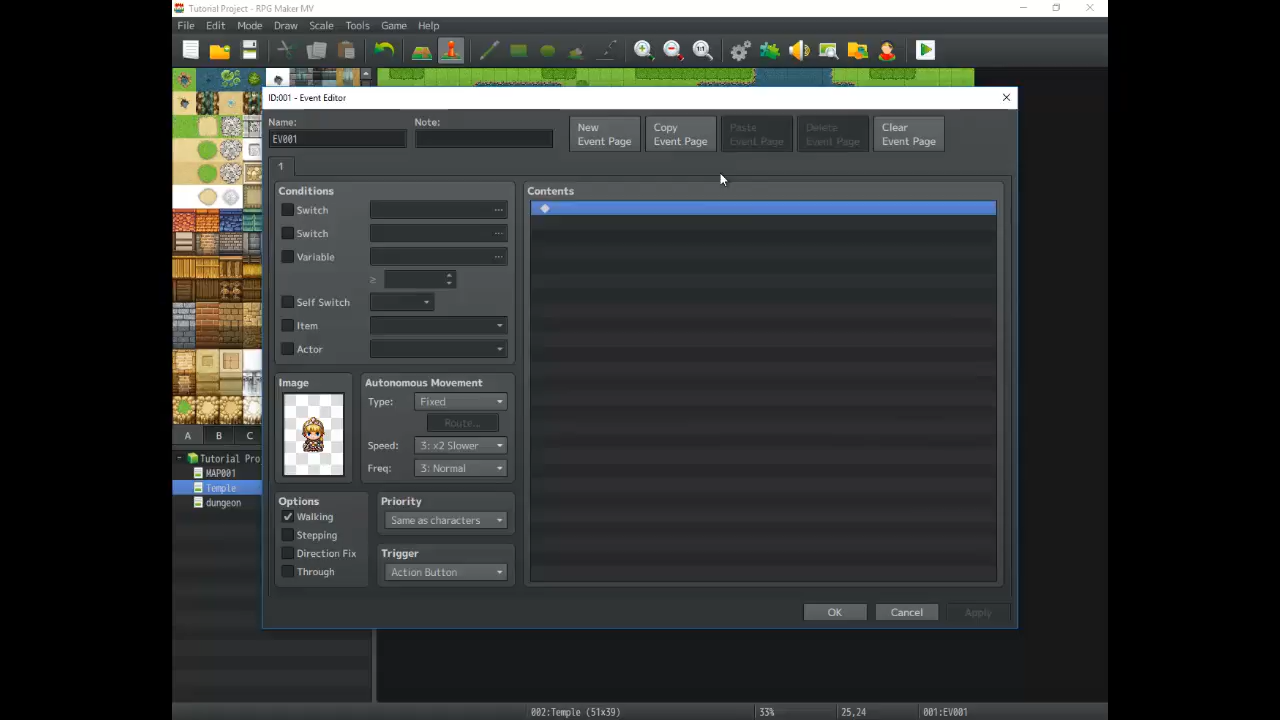 Tutorial Project - RPG Maker MV
File Edit Mode Draw Scale Tools Game Help
1:1
ID:001 - Event Editor
Name: Note:
EV001
New Event Page
Copy Event Page
Paste Event Page
Delete Event Page
Clear Event Page
1
Conditions
Switch ...
Switch ...
Variable ...
≥
Self Switch
Item
Actor
Image
Autonomous Movement
Type: Fixed
Route...
Speed: 3: x2 Slower
Freq: 3: Normal
Options
Walking
Stepping
Direction Fix
Through
Priority
Same as characters
Trigger
Action Button
Contents
OK Cancel Apply
A B C
Tutorial Pro
MAP001
Temple
dungeon
002:Temple (51x39) 33% 25,24 001:EV001